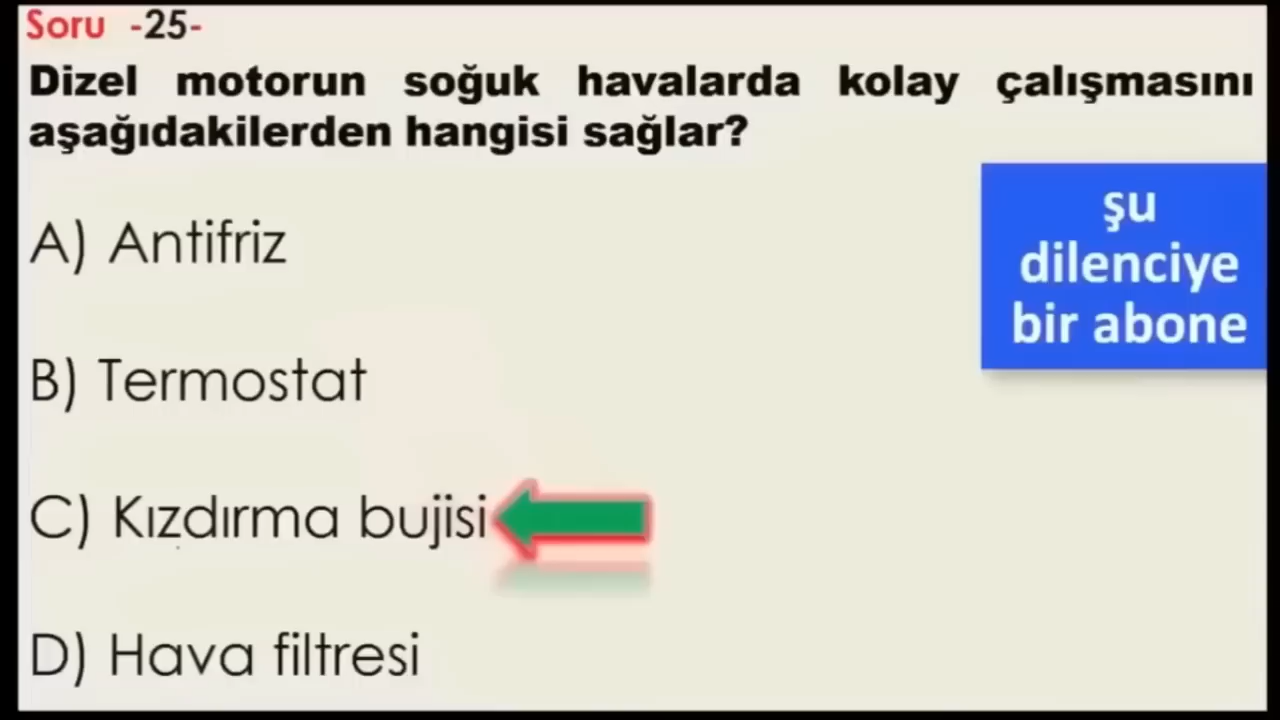 Soru -25-
Dizel motorun soğuk havalarda kolay çalışmasını
aşağıdakilerden hangisi sağlar?
şu
dilenciye
bir abone
A) Antifriz
B) Termostat
C) Kızdırma bujisi
D) Hava filtresi